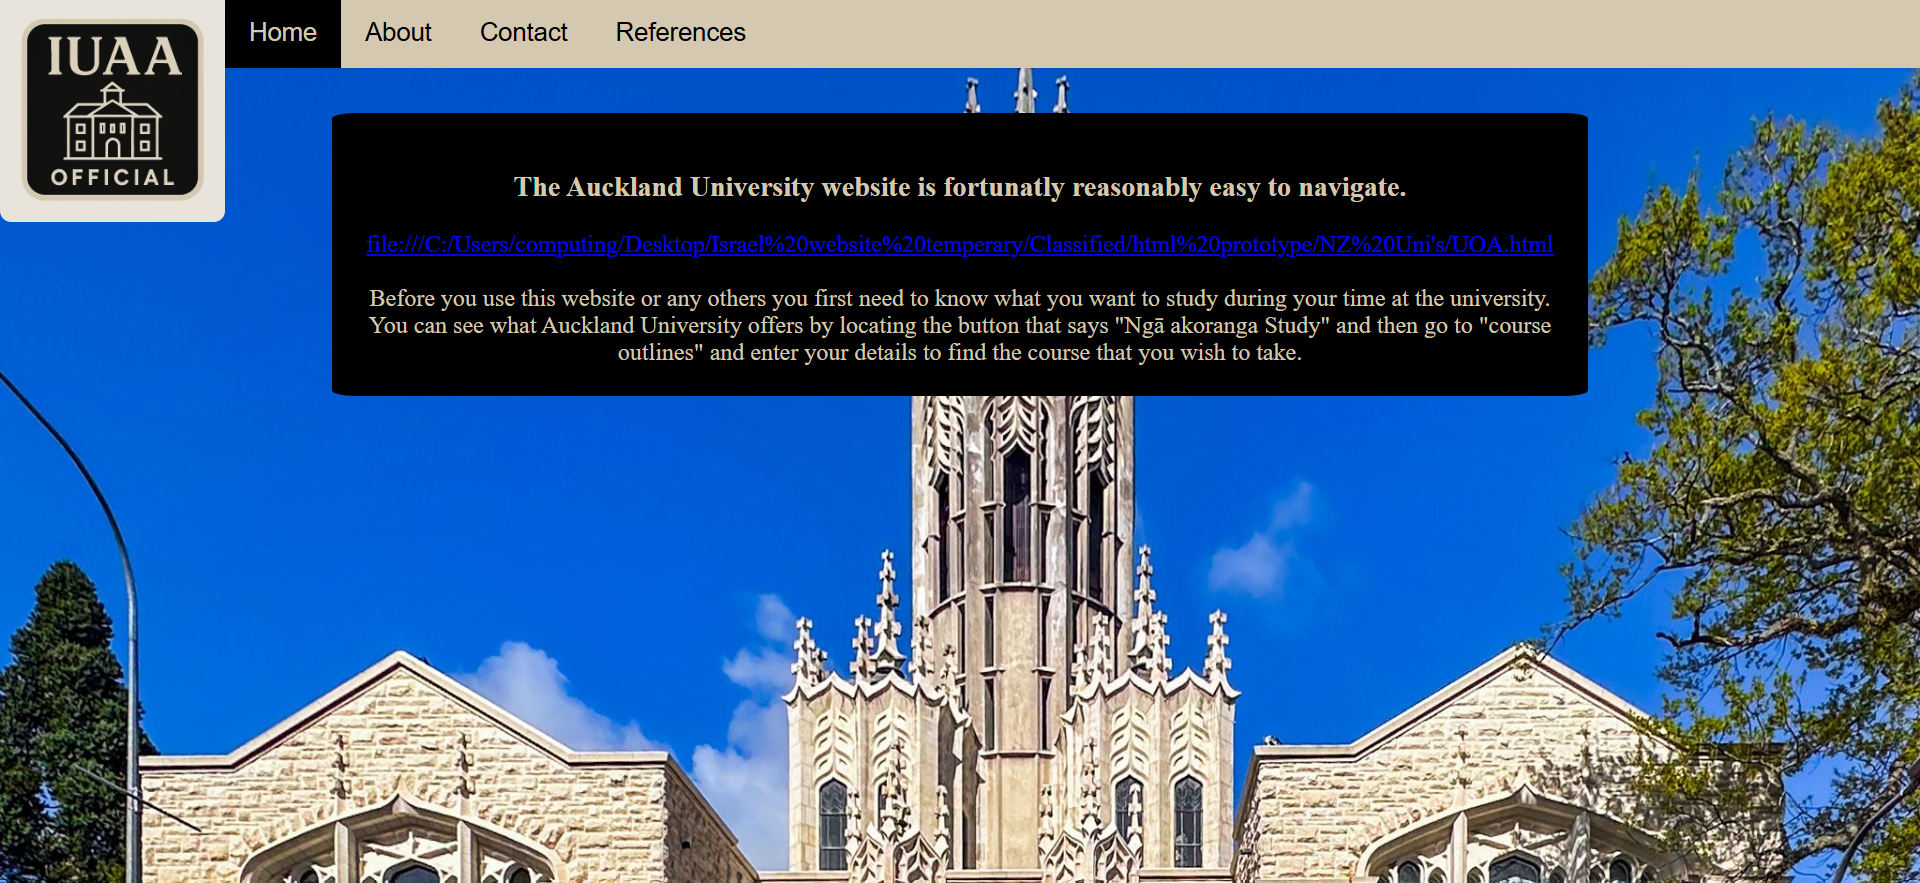 IUAA
OFFICIAL
Home About Contact References
The Auckland University website is fortunatly reasonably easy to navigate.
file:///C:/Users/computing/Desktop/Israel%20website%20temperary/Classified/html%20prototype/NZ%20Uni's/UOA.html
Before you use this website or any others you first need to know what you want to study during your time at the university.
You can see what Auckland University offers by locating the button that says "Ngā akoranga Study" and then go to "course
outlines" and enter your details to find the course that you wish to take.